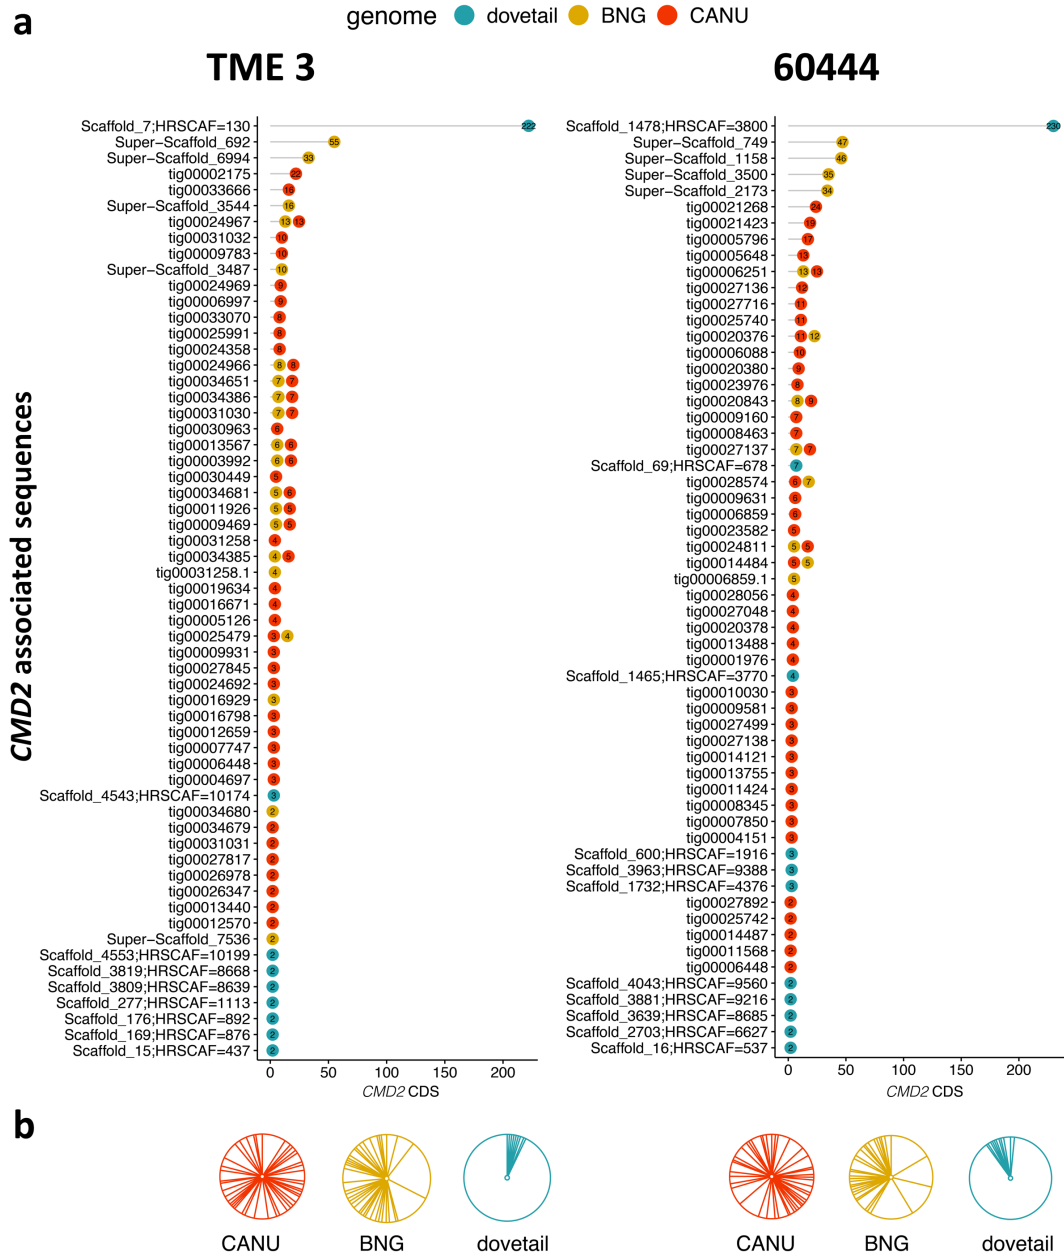 a
genome dovetail BNG CANU
TME 3
60444
CMD2 associated sequences
Scaffold_7;HRSCAF=130 222
Super−Scaffold_692 55
Super−Scaffold_6994 33
tig00002175 22
tig00033666 16
Super−Scaffold_3544 16
tig00024967 13 13
tig00031032 10
tig00009783 10
Super−Scaffold_3487 10
tig00024969 9
tig00006997 9
tig00033070 8
tig00025991 8
tig00024358 8
tig00024966 8 8
tig00034651 7 7
tig00034386 7 7
tig00031030 7 7
tig00030963 6
tig00013567 6 6
tig00003992 6 6
tig00030449 5
tig00034681 5 6
tig00011926 5 5
tig00009469 5 5
tig00031258 4
tig00034385 4 5
tig00031258.1 4
tig00019634 4
tig00016671 4
tig00005126 4
tig00025479 3 4
tig00009931 3
tig00027845 3
tig00024692 3
tig00016929 3
tig00016798 3
tig00012659 3
tig00007747 3
tig00006448 3
tig00004697 3
Scaffold_4543;HRSCAF=10174 3
tig00034680 2
tig00034679 2
tig00031031 2
tig00027817 2
tig00026978 2
tig00026347 2
tig00013440 2
tig00012570 2
Super−Scaffold_7536 2
Scaffold_4553;HRSCAF=10199 2
Scaffold_3819;HRSCAF=8668 2
Scaffold_3809;HRSCAF=8639 2
Scaffold_277;HRSCAF=1113 2
Scaffold_176;HRSCAF=892 2
Scaffold_169;HRSCAF=876 2
Scaffold_15;HRSCAF=437 2
0 50 100 150 200
CMD2 CDS
Scaffold_1478;HRSCAF=3800 230
Super−Scaffold_749 47
Super−Scaffold_1158 46
Super−Scaffold_3500 35
Super−Scaffold_2173 34
tig00021268 24
tig00021423 19
tig00005796 17
tig00005648 13
tig00006251 13 13
tig00027136 12
tig00027716 11
tig00025740 11
tig00020376 11 12
tig00006088 10
tig00020380 9
tig00023976 8
tig00020843 8 9
tig00009160 7
tig00008463 7
tig00027137 7 7
Scaffold_69;HRSCAF=678 7
tig00028574 6 7
tig00009631 6
tig00006859 6
tig00023582 5
tig00024811 5 5
tig00014484 5 5
tig00006859.1 5
tig00028056 4
tig00027048 4
tig00020378 4
tig00013488 4
tig00001976 4
Scaffold_1465;HRSCAF=3770 4
tig00010030 3
tig00009581 3
tig00027499 3
tig00027138 3
tig00014121 3
tig00013755 3
tig00011424 3
tig00008345 3
tig00007850 3
tig00004151 3
Scaffold_600;HRSCAF=1916 3
Scaffold_3963;HRSCAF=9388 3
Scaffold_1732;HRSCAF=4376 3
tig00027892 2
tig00025742 2
tig00014487 2
tig00011568 2
tig00006448 2
Scaffold_4043;HRSCAF=9560 2
Scaffold_3881;HRSCAF=9216 2
Scaffold_3639;HRSCAF=8685 2
Scaffold_2703;HRSCAF=6627 2
Scaffold_16;HRSCAF=537 2
0 50 100 150 200
CMD2 CDS
b
CANU BNG dovetail
CANU BNG dovetail